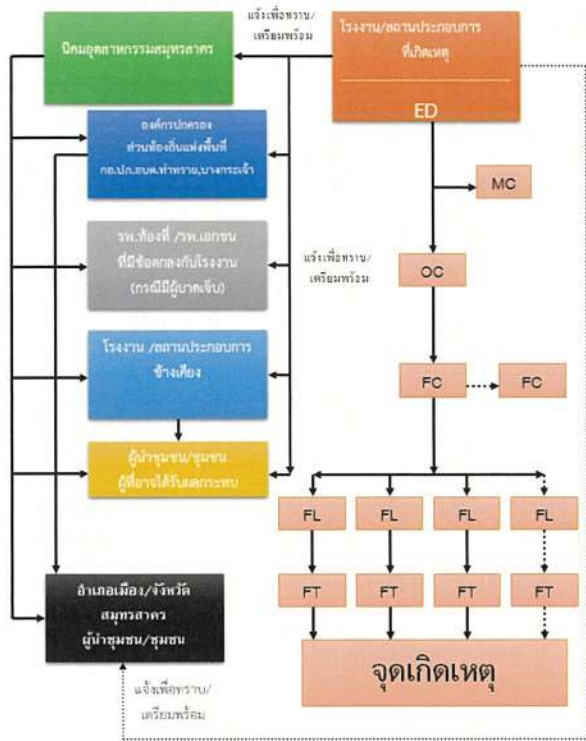 แจ้งเพื่อทราบ/
เตรียมพร้อม
นิคมอุตสาหกรรมสมุทรสาคร
โรงงาน/สถานประกอบการ
ที่เกิดเหตุ
ED
องค์กรปกครอง
ส่วนท้องถิ่นแห่งพื้นที่
กอ.ปภ.อบต.ท่าทราย,บางกระเจ้า
MC
รพ.ท้องที่ /รพ.เอกชน
ที่มีข้อตกลงกับโรงงาน
(กรณีมีผู้บาดเจ็บ)
แจ้งเพื่อทราบ/
เตรียมพร้อม
OC
โรงงาน /สถานประกอบการ
ข้างเคียง
FC
FC
ผู้นำชุมชน/ชุมชน
ผู้ที่อาจได้รับผลกระทบ
FL
FL
FL
FL
FT
FT
FT
FT
อำเภอเมือง/จังหวัด
สมุทรสาคร
ผู้นำชุมชน/ชุมชน
จุดเกิดเหตุ
แจ้งเพื่อทราบ/
เตรียมพร้อม